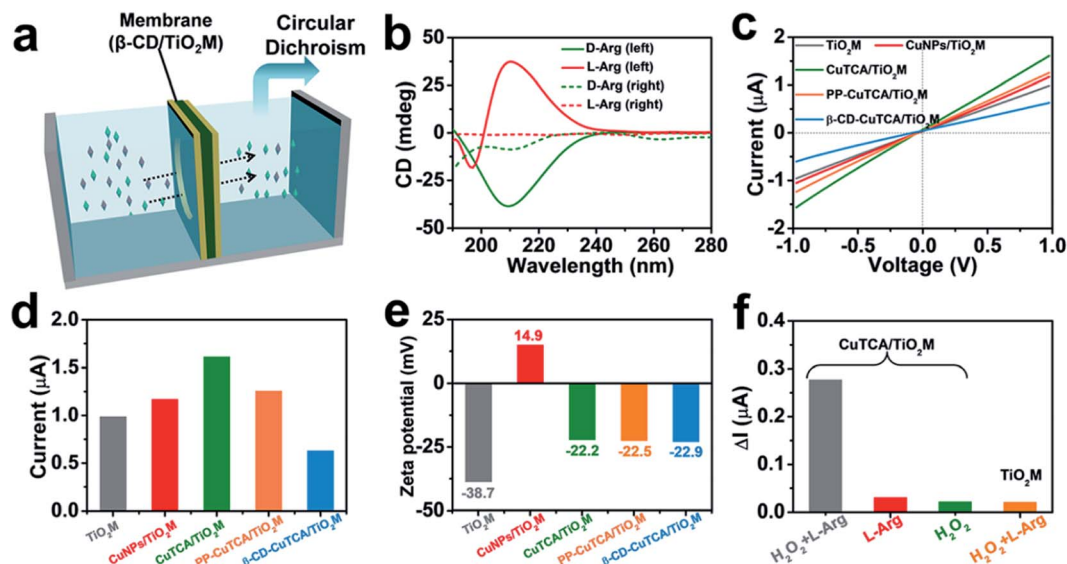 a
Membrane
(β-CD/TiO₂M)
Circular
Dichroism
b
50
25
0
-25
-50
CD (mdeg)
D-Arg (left)
L-Arg (left)
D-Arg (right)
L-Arg (right)
200 220 240 260 280
Wavelength (nm)
c
2
1
0
-1
-2
Current (μA)
TiO₂M
CuNPs/TiO₂M
CuTCA/TiO₂M
PP-CuTCA/TiO₂M
β-CD-CuTCA/TiO₂M
-1.0 -0.5 0.0 0.5 1.0
Voltage (V)
d
2.0
1.5
1.0
0.5
0.0
Current (μA)
TiO₂M
CuNPs/TiO₂M
CuTCA/TiO₂M
PP-CuTCA/TiO₂M
β-CD-CuTCA/TiO₂M
e
25
0
-25
-50
Zeta potential (mV)
14.9
-38.7
-22.2
-22.5
-22.9
TiO₂M
CuNPs/TiO₂M
CuTCA/TiO₂M
PP-CuTCA/TiO₂M
β-CD-CuTCA/TiO₂M
f
0.4
0.3
0.2
0.1
0.0
ΔI (μA)
CuTCA/TiO₂M
TiO₂M
H₂O₂+L-Arg
L-Arg
H₂O₂
H₂O₂+L-Arg